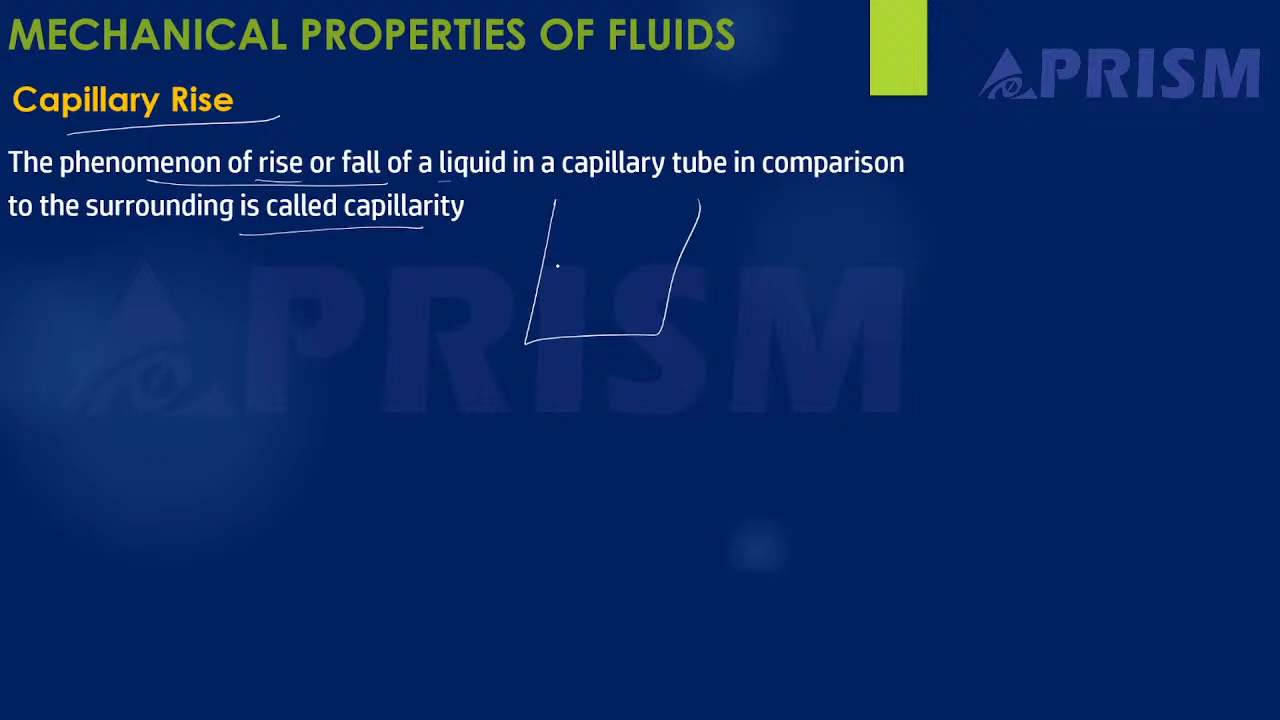 MECHANICAL PROPERTIES OF FLUIDS
PRISM
Capillary Rise
The phenomenon of rise or fall of a liquid in a capillary tube in comparison
to the surrounding is called capillarity
PRISM